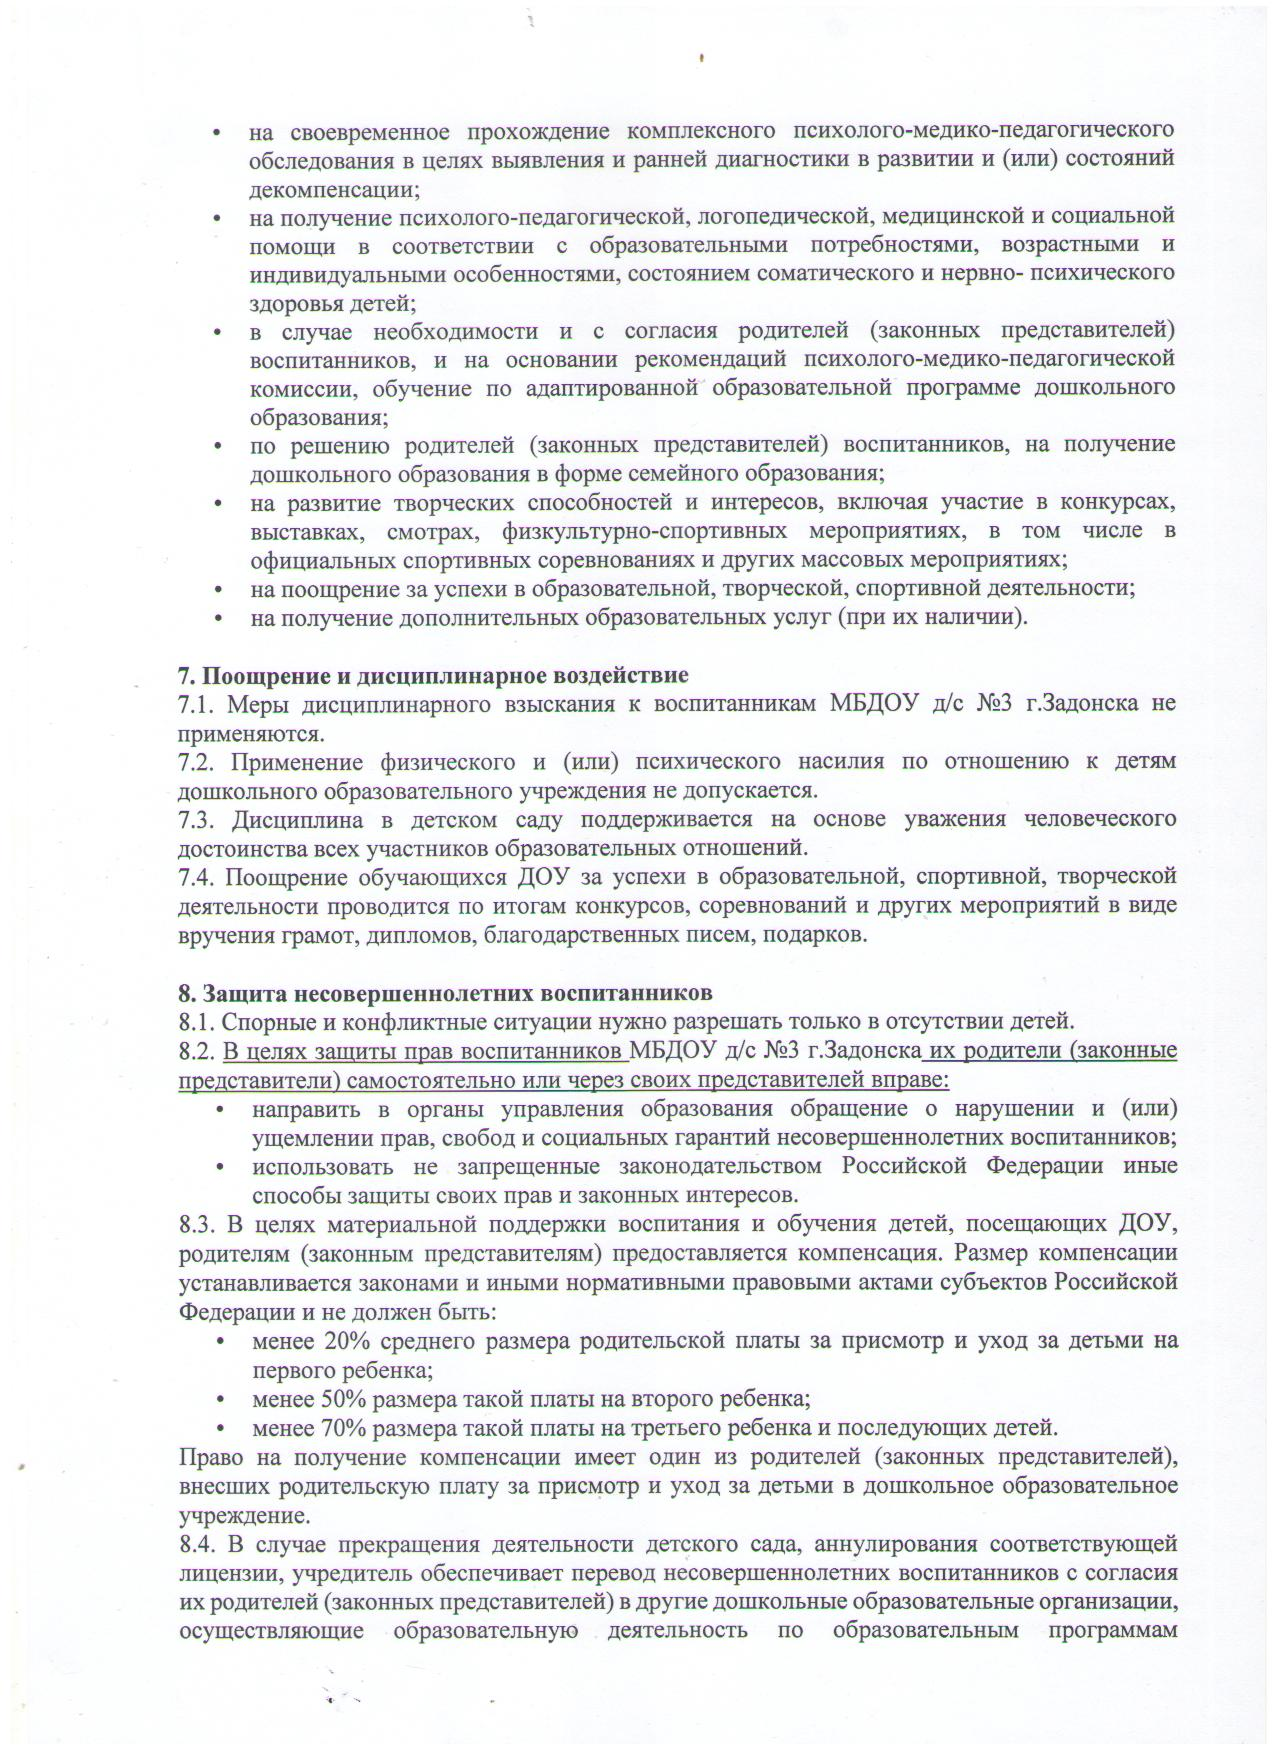 • на своевременное прохождение комплексного психолого-медико-педагогического
обследования в целях выявления и ранней диагностики в развитии и (или) состояний
декомпенсации;
• на получение психолого-педагогической, логопедической, медицинской и социальной
помощи в соответствии с образовательными потребностями, возрастными и
индивидуальными особенностями, состоянием соматического и нервно- психического
здоровья детей;
• в случае необходимости и с согласия родителей (законных представителей)
воспитанников, и на основании рекомендаций психолого-медико-педагогической
комиссии, обучение по адаптированной образовательной программе дошкольного
образования;
• по решению родителей (законных представителей) воспитанников, на получение
дошкольного образования в форме семейного образования;
• на развитие творческих способностей и интересов, включая участие в конкурсах,
выставках, смотрах, физкультурно-спортивных мероприятиях, в том числе в
официальных спортивных соревнованиях и других массовых мероприятиях;
• на поощрение за успехи в образовательной, творческой, спортивной деятельности;
• на получение дополнительных образовательных услуг (при их наличии).
7. Поощрение и дисциплинарное воздействие
7.1. Меры дисциплинарного взыскания к воспитанникам МБДОУ д/с №3 г.Задонска не
применяются.
7.2. Применение физического и (или) психического насилия по отношению к детям
дошкольного образовательного учреждения не допускается.
7.3. Дисциплина в детском саду поддерживается на основе уважения человеческого
достоинства всех участников образовательных отношений.
7.4. Поощрение обучающихся ДОУ за успехи в образовательной, спортивной, творческой
деятельности проводится по итогам конкурсов, соревнований и других мероприятий в виде
вручения грамот, дипломов, благодарственных писем, подарков.
8. Защита несовершеннолетних воспитанников
8.1. Спорные и конфликтные ситуации нужно разрешать только в отсутствии детей.
8.2. В целях защиты прав воспитанников МБДОУ д/с №3 г.Задонска их родители (законные
представители) самостоятельно или через своих представителей вправе:
• направить в органы управления образования обращение о нарушении и (или)
ущемлении прав, свобод и социальных гарантий несовершеннолетних воспитанников;
• использовать не запрещенные законодательством Российской Федерации иные
способы защиты своих прав и законных интересов.
8.3. В целях материальной поддержки воспитания и обучения детей, посещающих ДОУ,
родителям (законным представителям) предоставляется компенсация. Размер компенсации
устанавливается законами и иными нормативными правовыми актами субъектов Российской
Федерации и не должен быть:
• менее 20% среднего размера родительской платы за присмотр и уход за детьми на
первого ребенка;
• менее 50% размера такой платы на второго ребенка;
• менее 70% размера такой платы на третьего ребенка и последующих детей.
Право на получение компенсации имеет один из родителей (законных представителей),
внесших родительскую плату за присмотр и уход за детьми в дошкольное образовательное
учреждение.
8.4. В случае прекращения деятельности детского сада, аннулирования соответствующей
лицензии, учредитель обеспечивает перевод несовершеннолетних воспитанников с согласия
их родителей (законных представителей) в другие дошкольные образовательные организации,
осуществляющие образовательную деятельность по образовательным программам